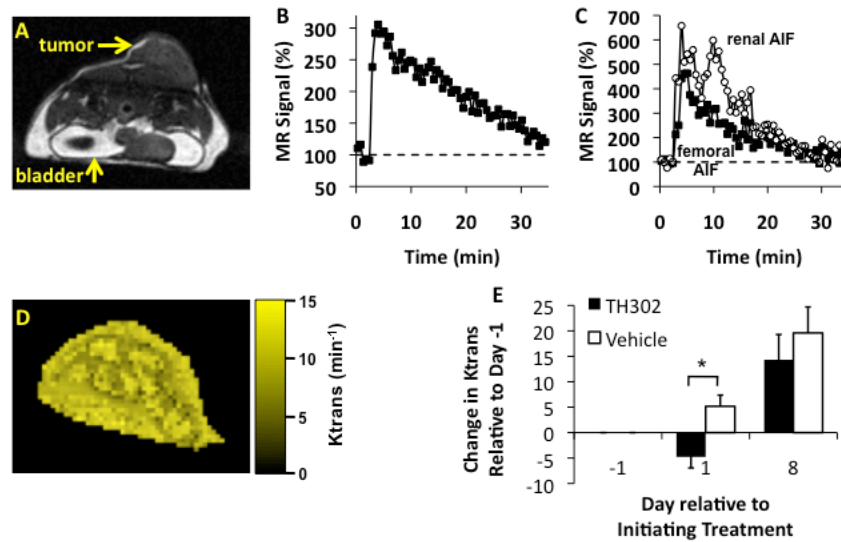 A
tumor
bladder
B
MR Signal (%)
300
250
200
150
100
50
0 10 20 30
Time (min)
C
MR Signal (%)
700
600
500
400
300
200
100
0
renal AIF
femoral
AIF
0 10 20 30
Time (min)
D
15
10
5
0
Ktrans (min-1)
E
Change in Ktrans
Relative to Day -1
25
20
15
10
5
0
-5
-10
TH302
Vehicle
*
-1 1 8
Day relative to
Initiating Treatment